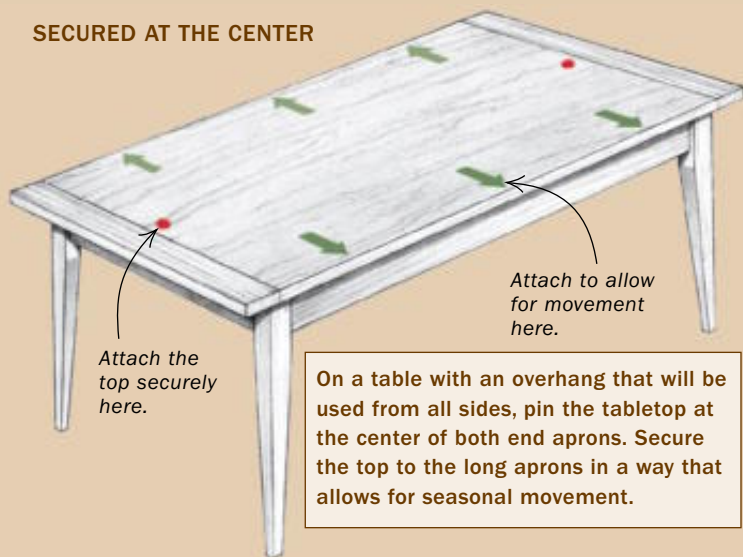 SECURED AT THE CENTER
Attach to allow
for movement
here.
Attach the
top securely
here.
On a table with an overhang that will be
used from all sides, pin the tabletop at
the center of both end aprons. Secure
the top to the long aprons in a way that
allows for seasonal movement.